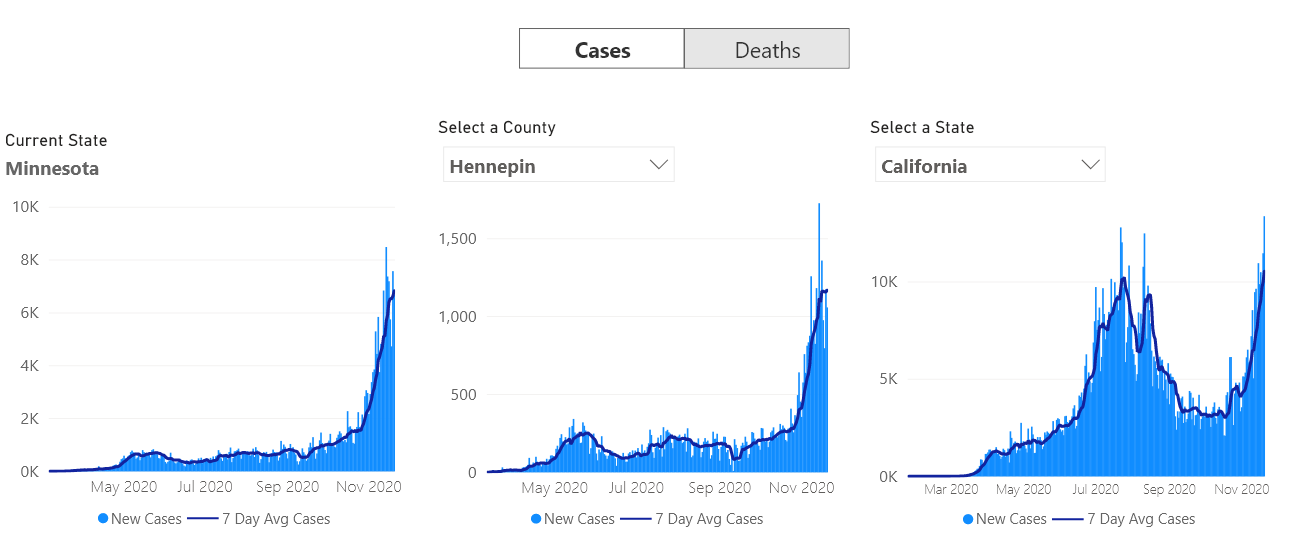 Cases Deaths
Current State
Minnesota
10K
8K
6K
4K
2K
0K
May 2020 Jul 2020 Sep 2020 Nov 2020
New Cases 7 Day Avg Cases
Select a County
Hennepin
1,500
1,000
500
0
May 2020 Jul 2020 Sep 2020 Nov 2020
New Cases 7 Day Avg Cases
Select a State
California
10K
5K
0K
Mar 2020 May 2020 Jul 2020 Sep 2020 Nov 2020
New Cases 7 Day Avg Cases